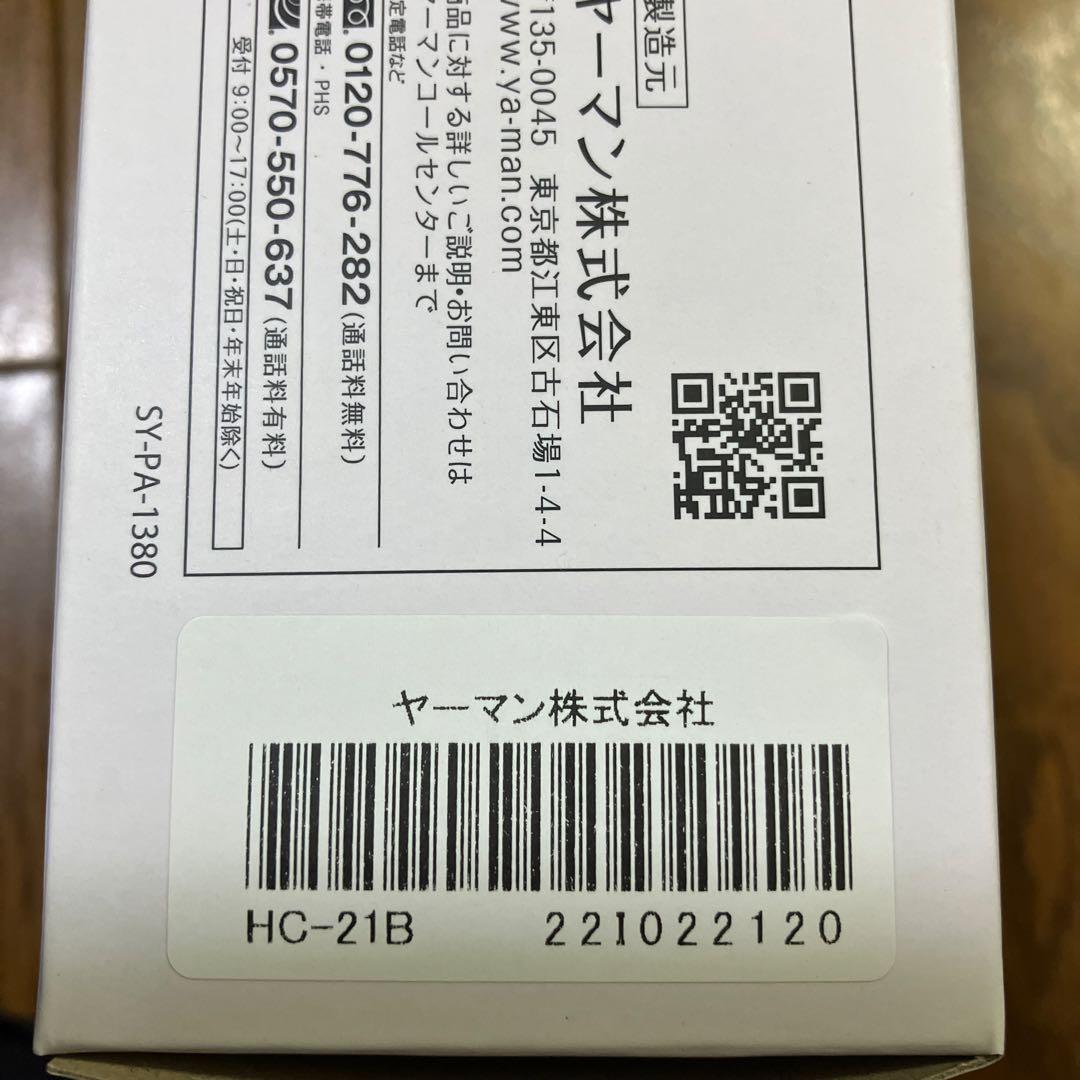 製造元
ヤーマン株式会社
〒135-0045 東京都江東区古石場1-4-4
www.ya-man.com
商品に対する詳しいご説明・お問い合わせは
ヤーマンコールセンターまで
固定電話など
0120-776-282(通話料無料)
携帯電話・PHS
0570-550-637(通話料有料)
受付 9:00〜17:00(土・日・祝日・年末年始除く)
SY-PA-1380
ヤーマン株式会社
HC-21B 22I022120